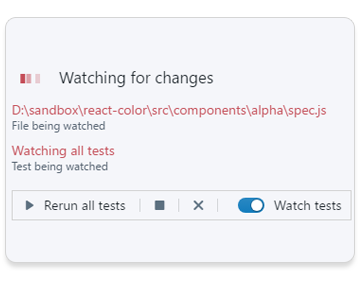 Watching for changes
D:\sandbox\react-color\src\components\alpha\spec.js
File being watched
Watching all tests
Test being watched
Rerun all tests Watch tests